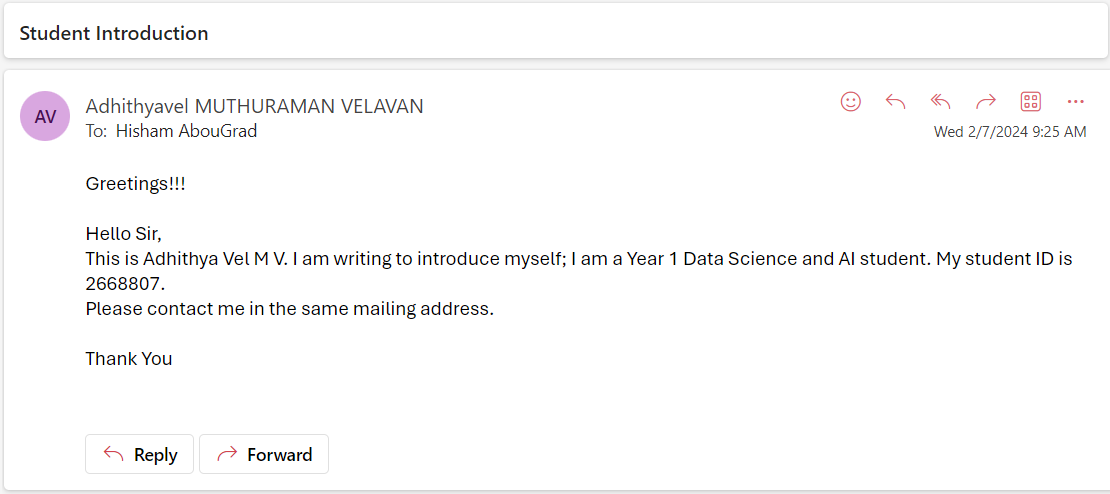 Student Introduction
AV
Adhithyavel MUTHURAMAN VELAVAN
To: Hisham AbouGrad
Wed 2/7/2024 9:25 AM
Greetings!!!
Hello Sir,
This is Adhithya Vel M V. I am writing to introduce myself; I am a Year 1 Data Science and AI student. My student ID is
2668807.
Please contact me in the same mailing address.
Thank You
Reply
Forward